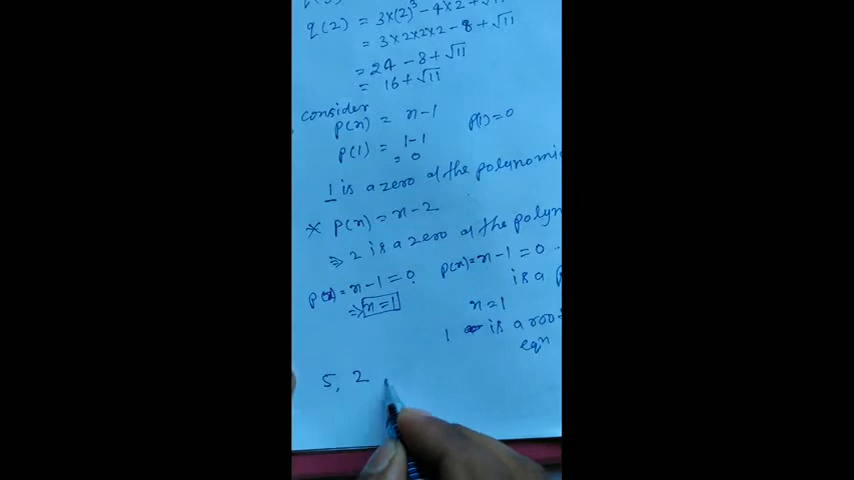 q(2) = 3×(2)³ - 4×2 + √11
= 3×2×2×2 - 8 + √11
= 24 - 8 + √11
= 16 + √11
consider
p(x) = x - 1
p(1) = 1 - 1 p(1) = 0
= 0
1 is a zero of the polynomi
* p(x) = x - 2
⇒ 2 is a zero of the polyn
p(x) = x - 1 = 0 p(x) = x - 1 = 0
⇒ x = 1 is a p
x = 1
1 is a roo
eqn
5, 2